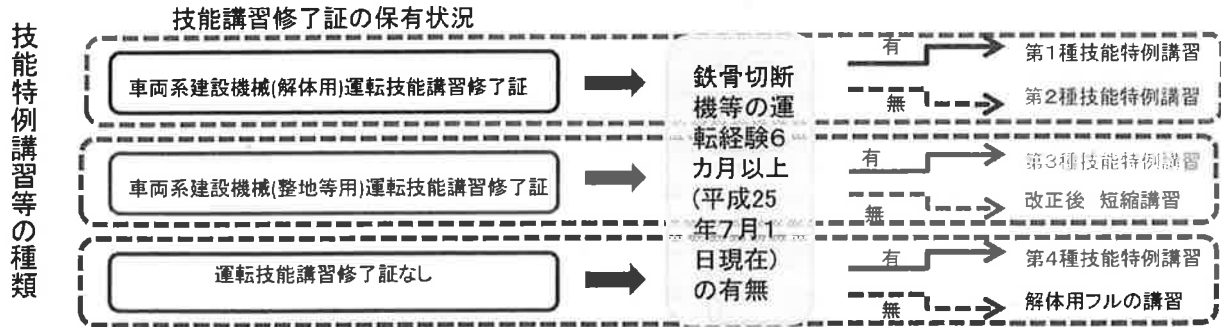 技能講習修了証の保有状況
技能特例講習等の種類
車両系建設機械(解体用)運転技能講習修了証
車両系建設機械(整地等用)運転技能講習修了証
運転技能講習修了証なし
鉄骨切断
機等の運
転経験6
カ月以上
(平成25
年7月1
日現在)
の有無
有
第1種技能特例講習
無
第2種技能特例講習
有
第3種技能特例講習
無
改正後 短縮講習
有
第4種技能特例講習
無
解体用フルの講習